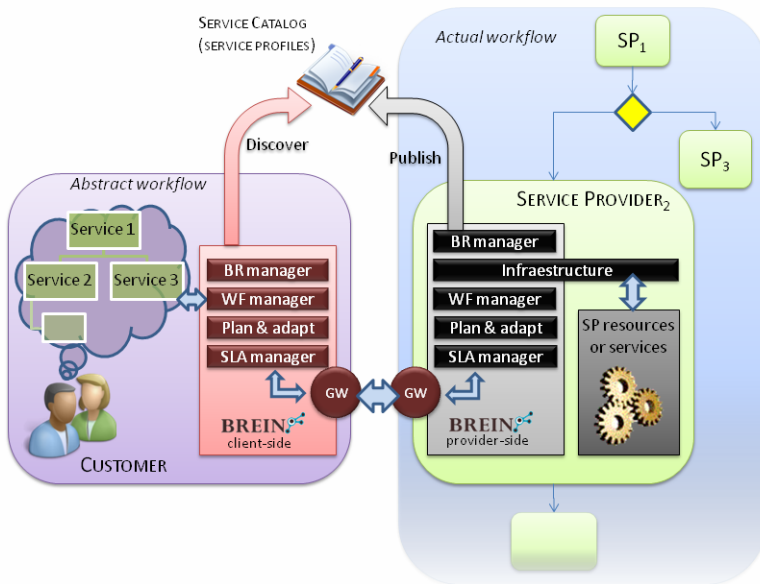 SERVICE CATALOG
(SERVICE PROFILES)
Actual workflow
SP1
SP3
Discover
Publish
Abstract workflow
Service 1
Service 2
Service 3
BR manager
WF manager
Plan & adapt
SLA manager
GW
BREIN
client-side
CUSTOMER
SERVICE PROVIDER2
BR manager
Infraestructure
WF manager
Plan & adapt
SLA manager
GW
BREIN
provider-side
SP resources
or services